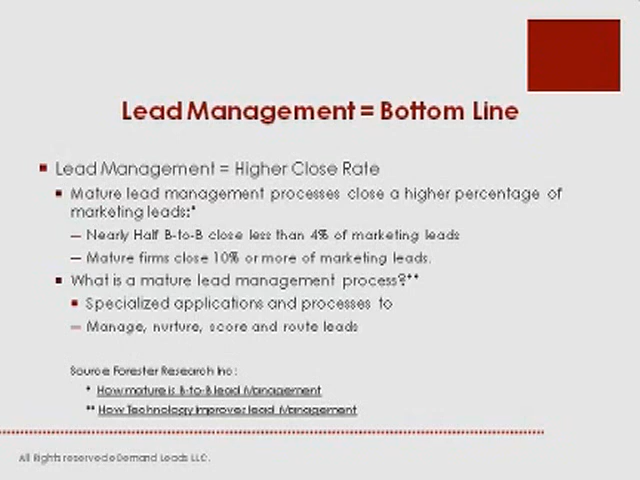 Lead Management = Bottom Line
Lead Management = Higher Close Rate
Mature lead management processes close a higher percentage of
marketing leads:*
— Nearly Half B-to-B close less than 4% of marketing leads
— Mature firms close 10% or more of marketing leads.
What is a mature lead management process?**
Specialized applications and processes to
— Manage, nurture, score and route leads
Source Forester Research Inc:
* How mature is B-to-B lead Management
** How Technology Improves lead Management
All Rights reserved eDemand Leads LLC.